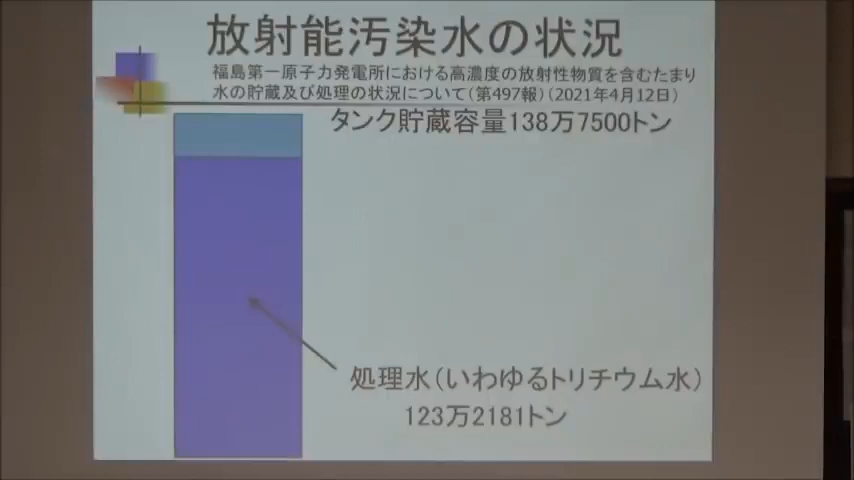 放射能汚染水の状況
福島第一原子力発電所における高濃度の放射性物質を含むたまり
水の貯蔵及び処理の状況について(第497報)(2021年4月12日)
タンク貯蔵容量138万7500トン
処理水(いわゆるトリチウム水)
123万2181トン